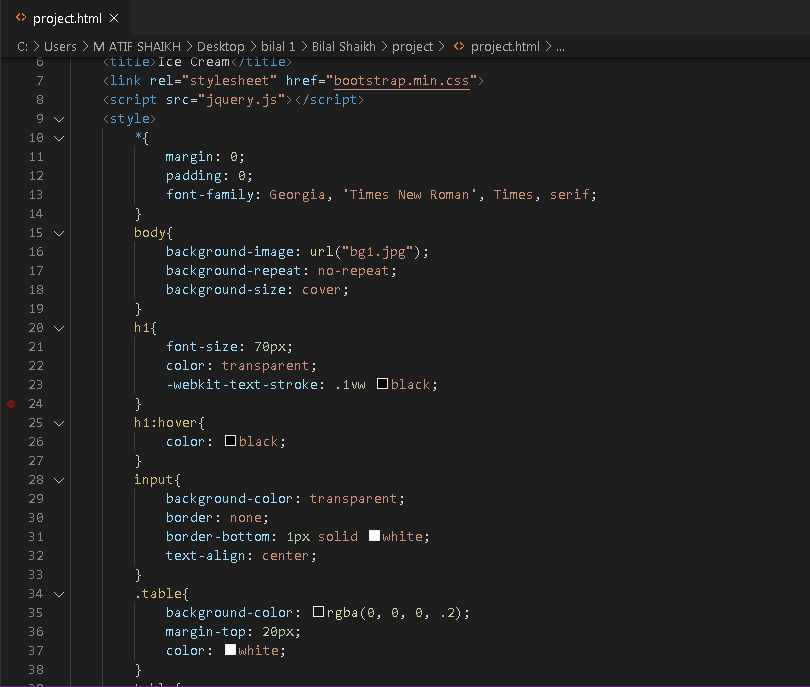 project.html
C: > Users > M ATIF SHAIKH > Desktop > bilal 1 > Bilal Shaikh > project > project.html > ...
6 <title>Ice Cream</title>
7 <link rel="stylesheet" href="bootstrap.min.css">
8 <script src="jquery.js"></script>
9 <style>
10 *{
11 margin: 0;
12 padding: 0;
13 font-family: Georgia, 'Times New Roman', Times, serif;
14 }
15 body{
16 background-image: url("bg1.jpg");
17 background-repeat: no-repeat;
18 background-size: cover;
19 }
20 h1{
21 font-size: 70px;
22 color: transparent;
23 -webkit-text-stroke: .1vw black;
24 }
25 h1:hover{
26 color: black;
27 }
28 input{
29 background-color: transparent;
30 border: none;
31 border-bottom: 1px solid white;
32 text-align: center;
33 }
34 .table{
35 background-color: rgba(0, 0, 0, .2);
36 margin-top: 20px;
37 color: white;
38 }